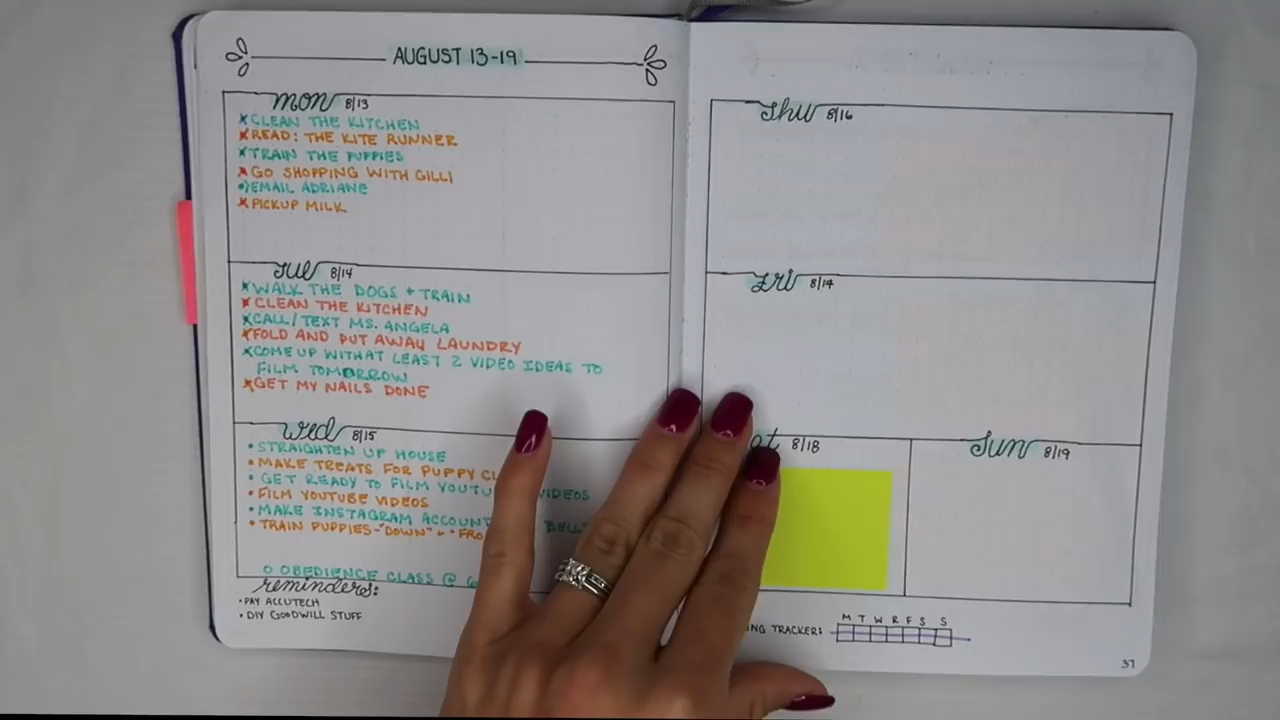 AUGUST 13-19
mon 8/13
CLEAN THE KITCHEN
READ: THE KITE RUNNER
TRAIN THE PUPPIES
GO SHOPPING WITH GILLI
EMAIL ADRIANE
PICKUP MILK
tue 8/14
WALK THE DOGS + TRAIN
CLEAN THE KITCHEN
CALL/TEXT MS. ANGELA
FOLD AND PUT AWAY LAUNDRY
COME UP WITH AT LEAST 2 VIDEO IDEAS TO
FILM TOMORROW
GET MY NAILS DONE
wed 8/15
• STRAIGHTEN UP HOUSE
• MAKE TREATS FOR PUPPY
• GET READY TO FILM VIDEOS
• FILM YOUTUBE VIDEOS
• MAKE INSTAGRAM ACCOUNT BELL
• TRAIN PUPPIES-"DOWN" +
OBEDIENCE CLASS @
reminders:
• PAY ACCUTECH
• DIY GOODWILL STUFF
thu 8/16
fri 8/17
at 8/18
sun 8/19
NG TRACKER:
M T W R F S S
37